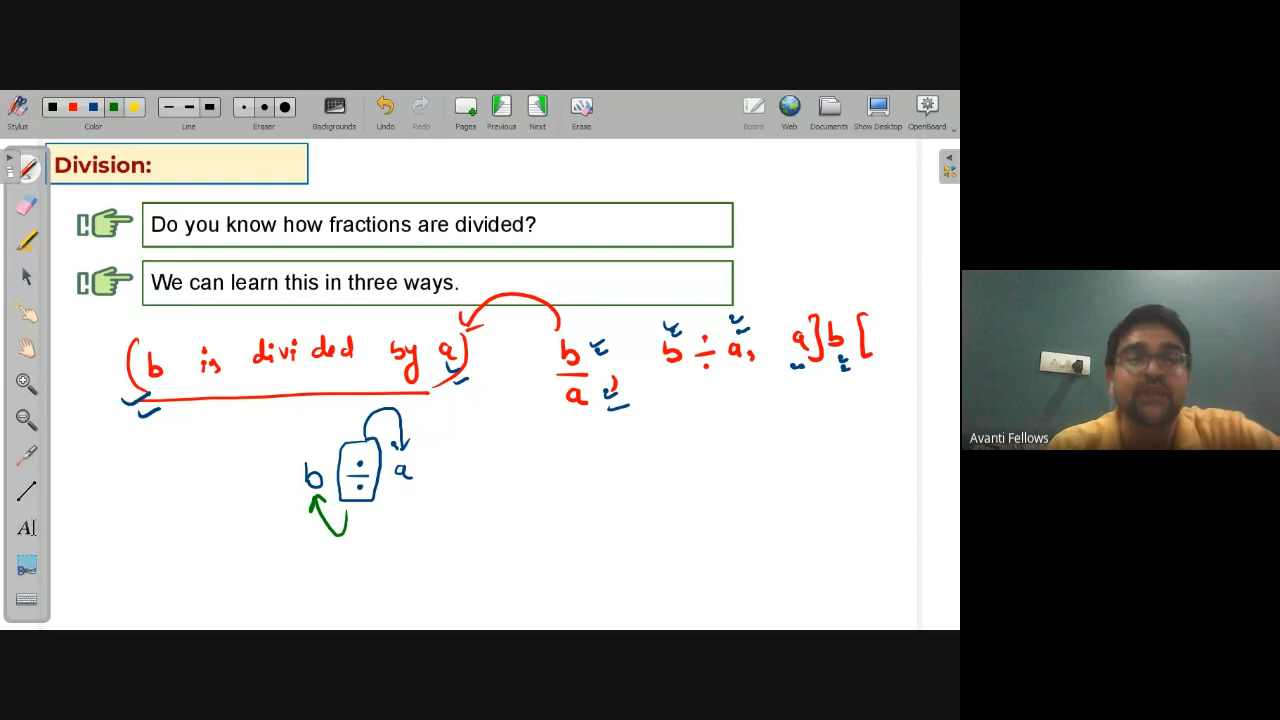 Stylus
Color
Line
Eraser
Backgrounds
Undo
Redo
Pages
Previous
Next
Erase
Board
Web
Documents
Show Desktop
OpenBoard
Division:
Do you know how fractions are divided?
We can learn this in three ways.
(b is divided by a)
b
a
b ÷ a,
a)b(
b ÷ a
AI
Avanti Fellows